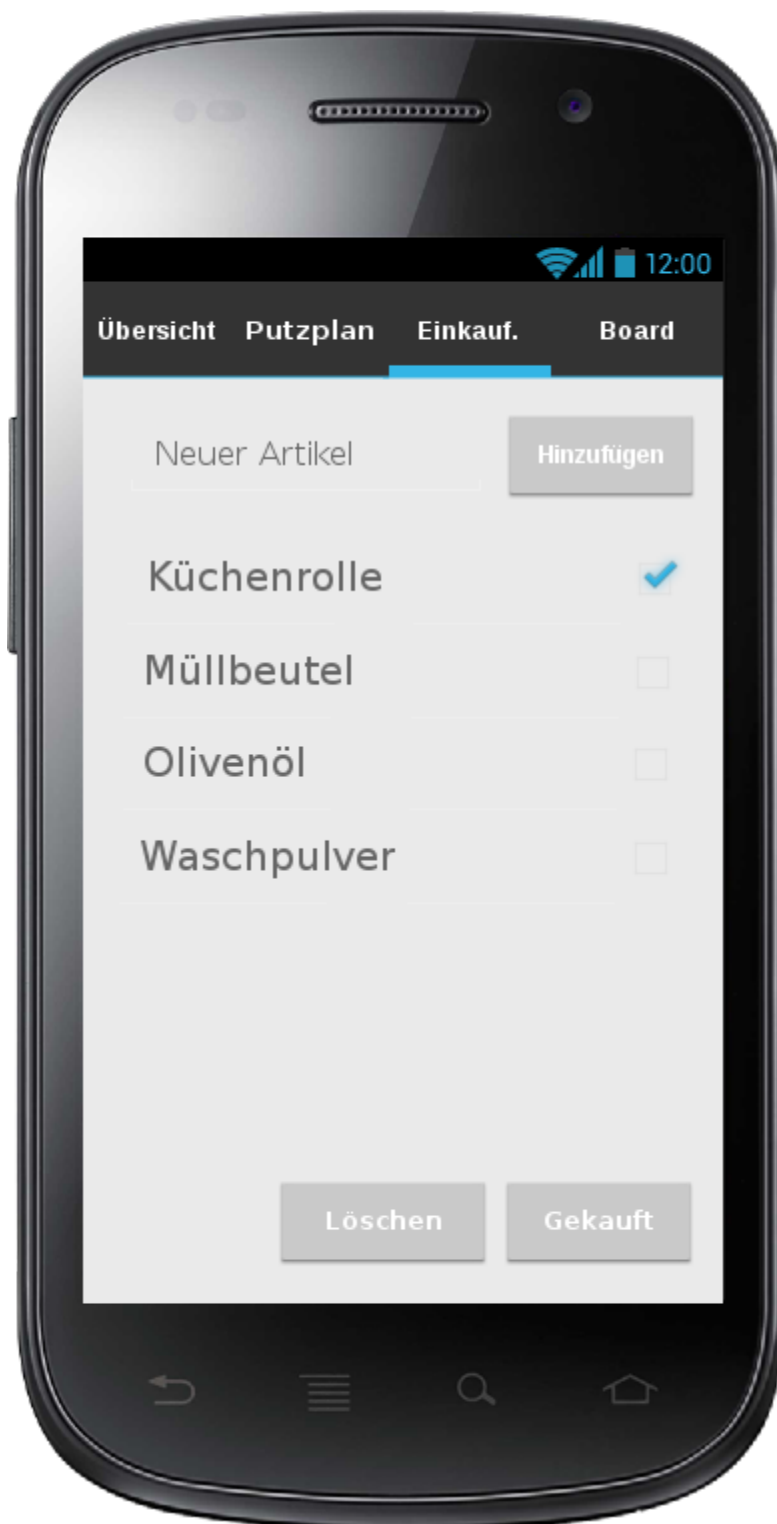 12:00
Übersicht Putzplan Einkauf. Board
Neuer Artikel Hinzufügen
Küchenrolle
Müllbeutel
Olivenöl
Waschpulver
Löschen Gekauft